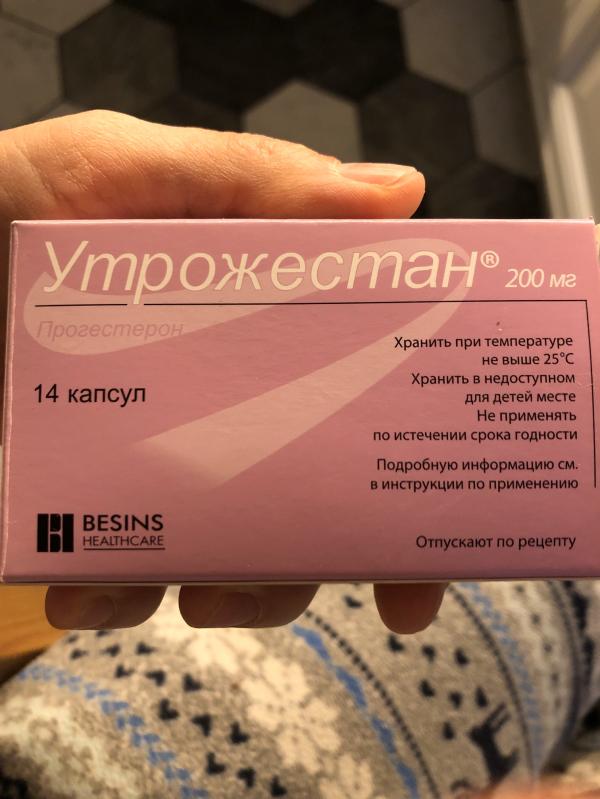 Утрожестан® 200 мг
Прогестерон
14 капсул
Хранить при температуре
не выше 25°C
Хранить в недоступном
для детей месте
Не применять
по истечении срока годности
Подробную информацию см.
в инструкции по применению
BESINS
HEALTHCARE
Отпускают по рецепту